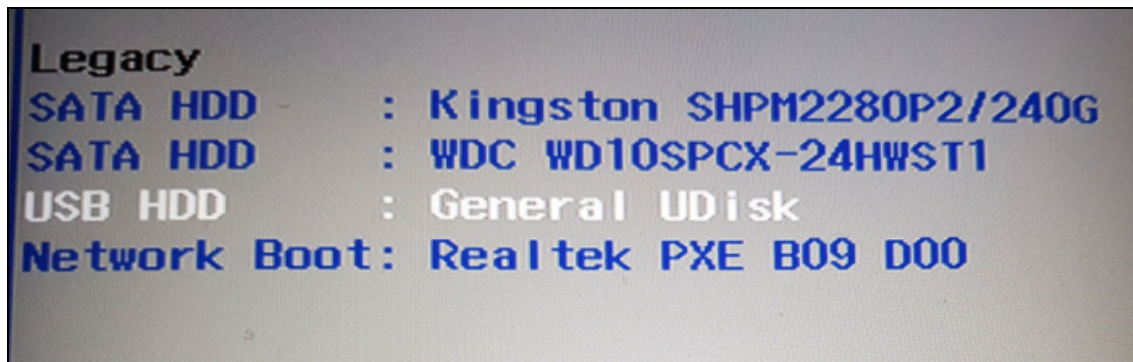 Legacy
SATA HDD : Kingston SHPM2280P2/240G
SATA HDD : WDC WD10SPCX-24HWST1
USB HDD : General UDisk
Network Boot: Realtek PXE B09 D00